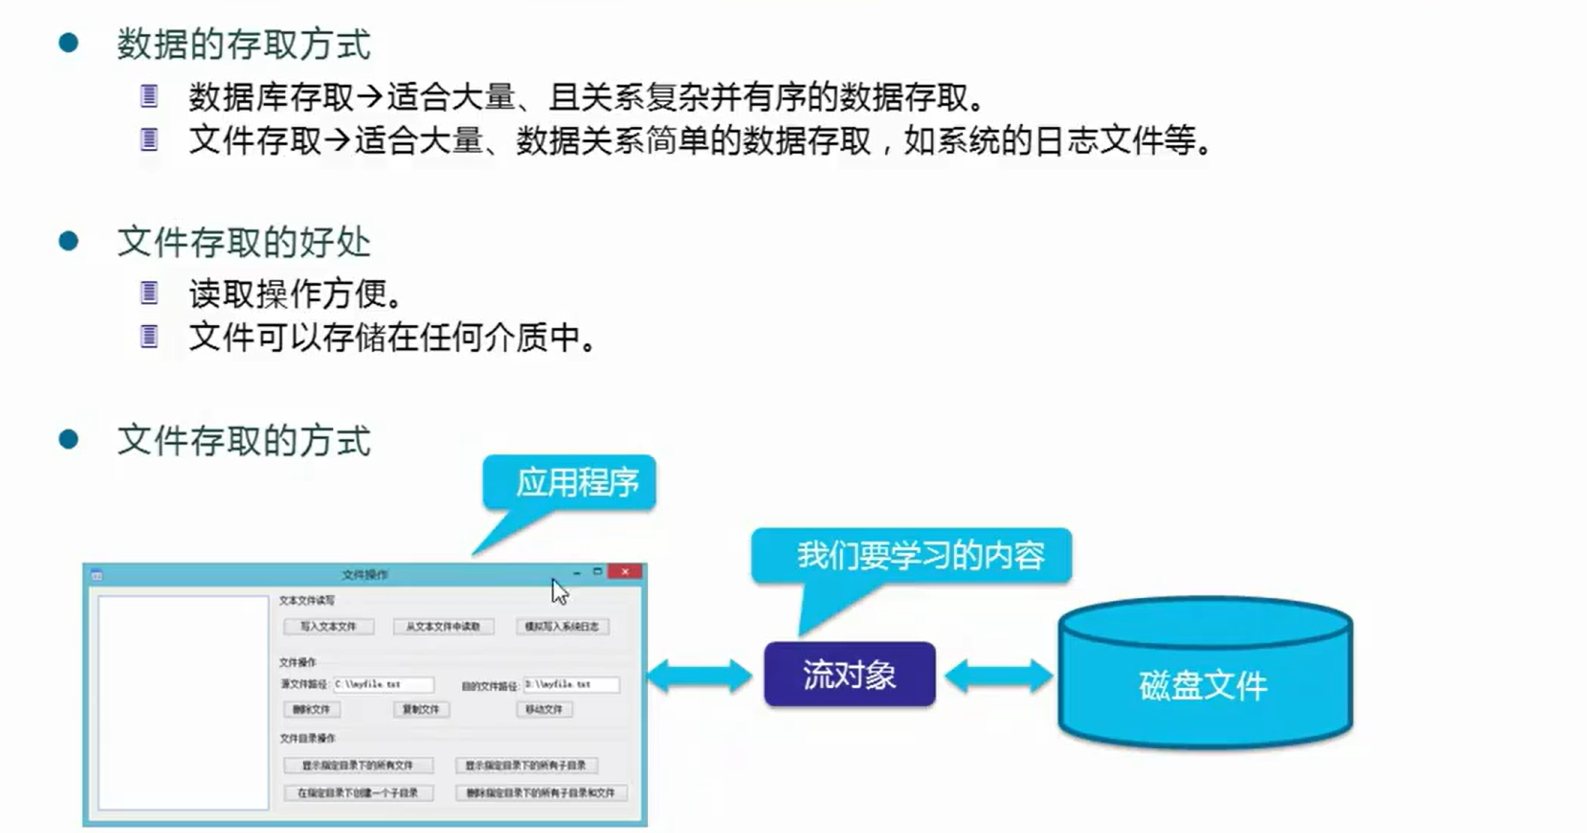 数据的存取方式
数据库存取→适合大量、且关系复杂并有序的数据存取。
文件存取→适合大量、数据关系简单的数据存取，如系统的日志文件等。
文件存取的好处
读取操作方便。
文件可以存储在任何介质中。
文件存取的方式
应用程序
我们要学习的内容
文件操作
文本文件读写
写入文本文件 从文本文件中读取 模拟写入系统日志
文件操作
源文件路径: C:\\myfile.txt 目的文件路径: D:\\myfile.txt
删除文件 复制文件 移动文件
文件目录操作
显示指定目录下的所有文件 显示指定目录下的所有子目录
在指定目录下创建一个子目录 删除指定目录下的所有子目录和文件
流对象
磁盘文件